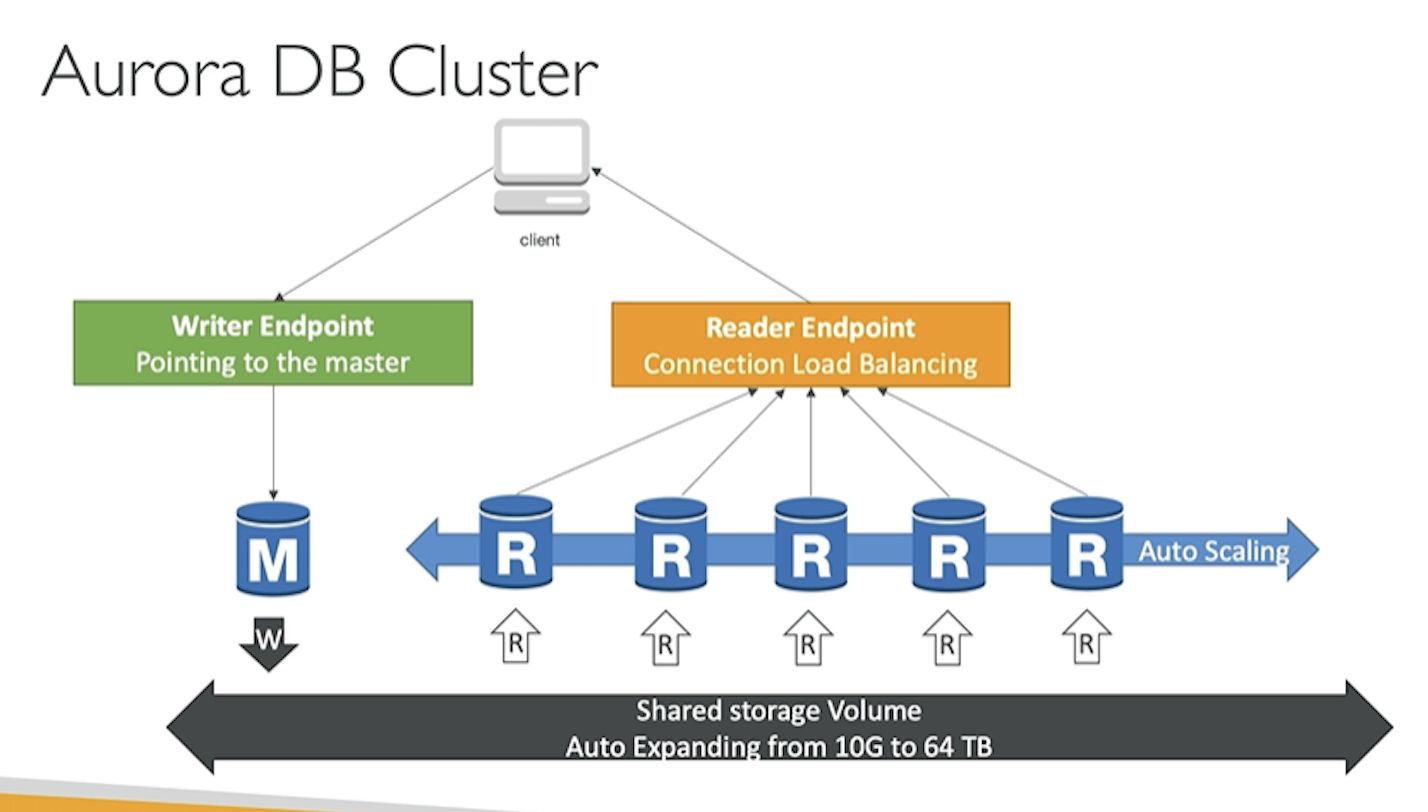 Aurora DB Cluster
client
Writer Endpoint
Pointing to the master
Reader Endpoint
Connection Load Balancing
M
R
R
R
R
R
Auto Scaling
W
R
R
R
R
R
Shared storage Volume
Auto Expanding from 10G to 64 TB